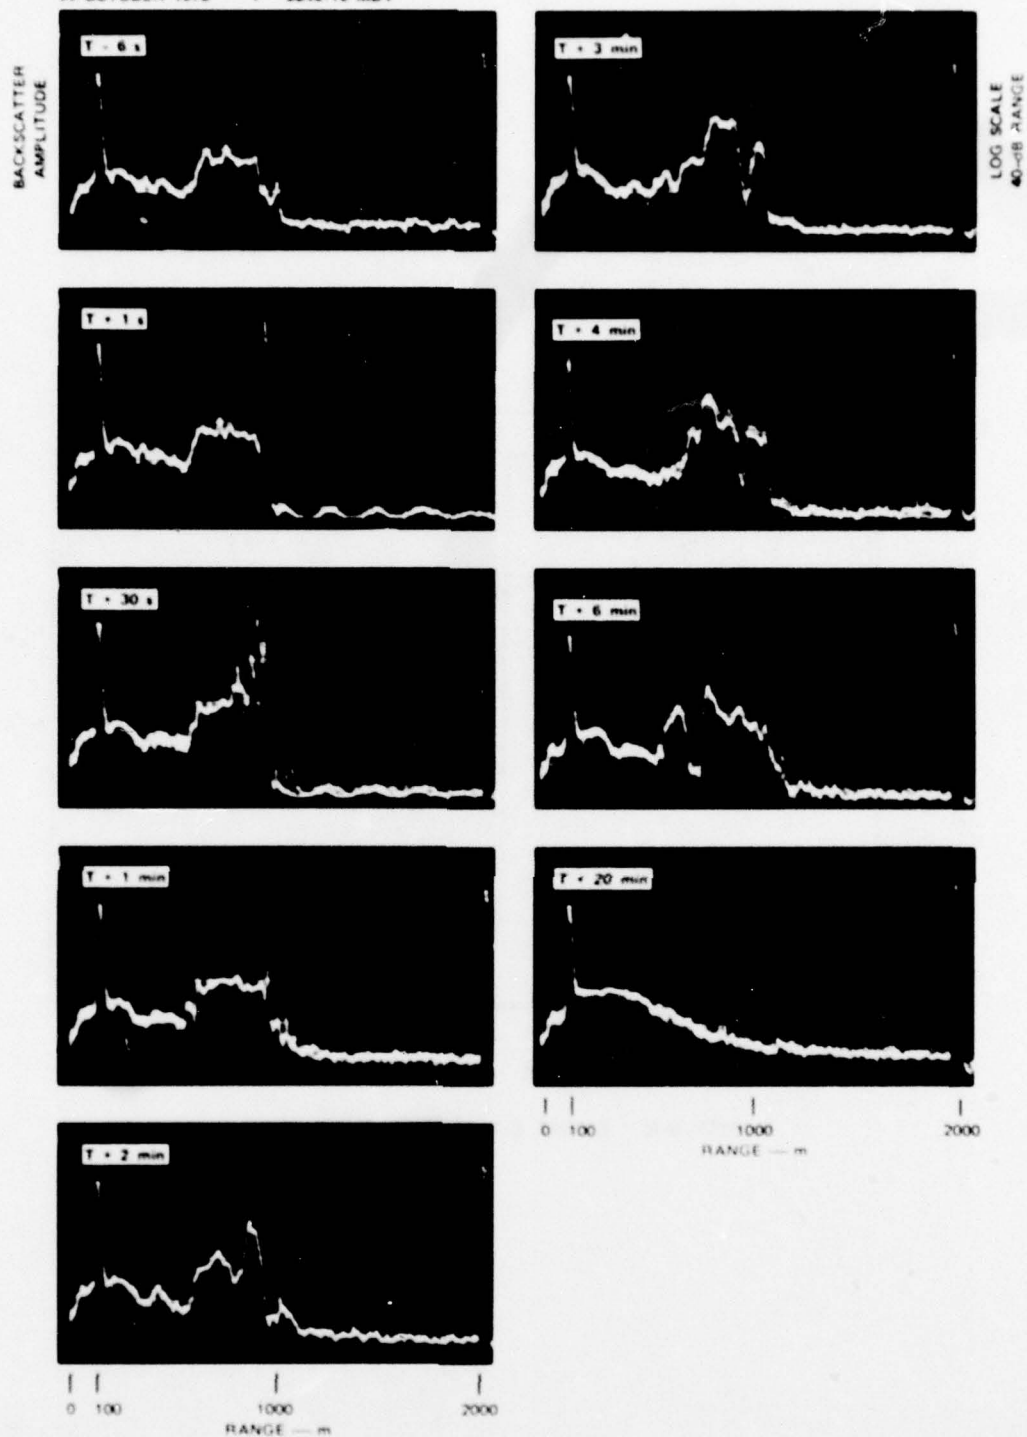 BACKSCATTER
AMPLITUDE
T - 6 s
T + 1 s
T + 30 s
T + 1 min
T + 2 min
0 100 1000 2000
RANGE — m
T + 3 min
T + 4 min
T + 6 min
T + 20 min
0 100 1000 2000
RANGE — m
LOG SCALE
40-dB RANGE